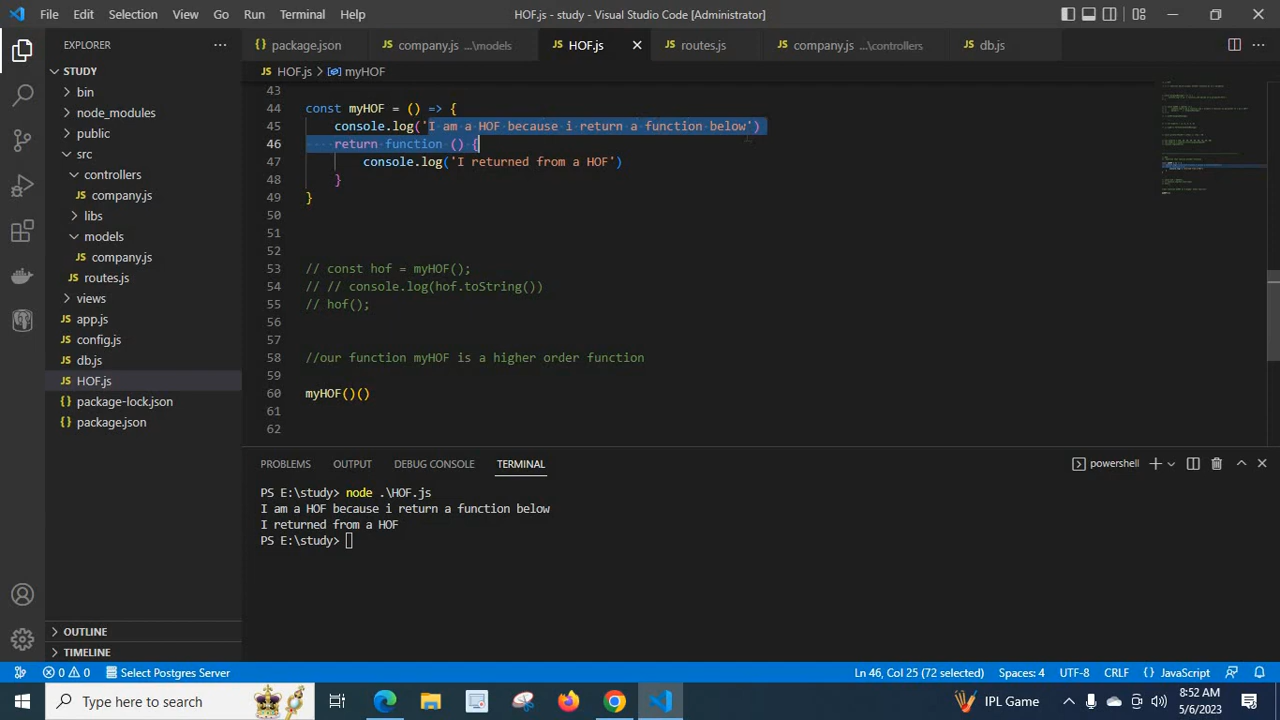 File Edit Selection View Go Run Terminal Help HOF.js - study - Visual Studio Code [Administrator]
EXPLORER
package.json company.js ...\models HOF.js routes.js company.js ...\controllers db.js
STUDY
bin
node_modules
public
src
controllers
company.js
libs
models
company.js
routes.js
views
app.js
config.js
db.js
HOF.js
package-lock.json
package.json
OUTLINE
TIMELINE
HOF.js > myHOF
43
44 const myHOF = () => {
45 console.log('I am a HOF because i return a function below')
46 return function () {
47 console.log('I returned from a HOF')
48 }
49 }
50
51
52
53 // const hof = myHOF();
54 // // console.log(hof.toString())
55 // hof();
56
57
58 //our function myHOF is a higher order function
59
60 myHOF()()
61
62
PROBLEMS OUTPUT DEBUG CONSOLE TERMINAL powershell
PS E:\study> node .\HOF.js
I am a HOF because i return a function below
I returned from a HOF
PS E:\study>
0 0 Select Postgres Server Ln 46, Col 25 (72 selected) Spaces: 4 UTF-8 CRLF {} JavaScript
Type here to search IPL Game 8:52 AM
5/6/2023